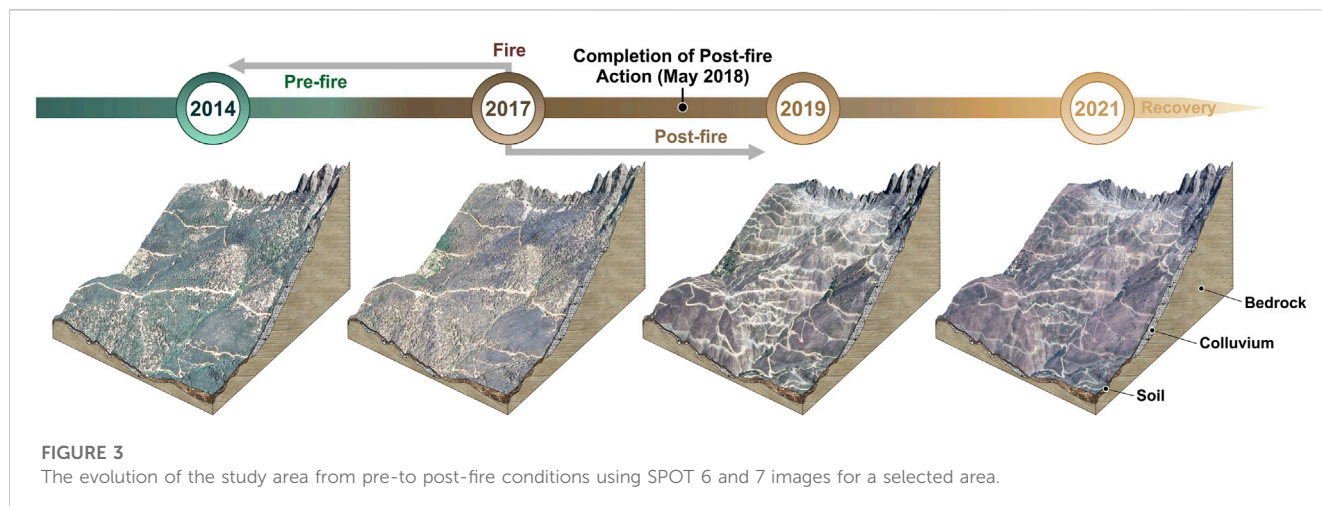 Fire
Completion of Post-fire
Action (May 2018)
Pre-fire
2014
2017
2019
2021
Recovery
Post-fire
Bedrock
Colluvium
Soil
FIGURE 3
The evolution of the study area from pre-to post-fire conditions using SPOT 6 and 7 images for a selected area.